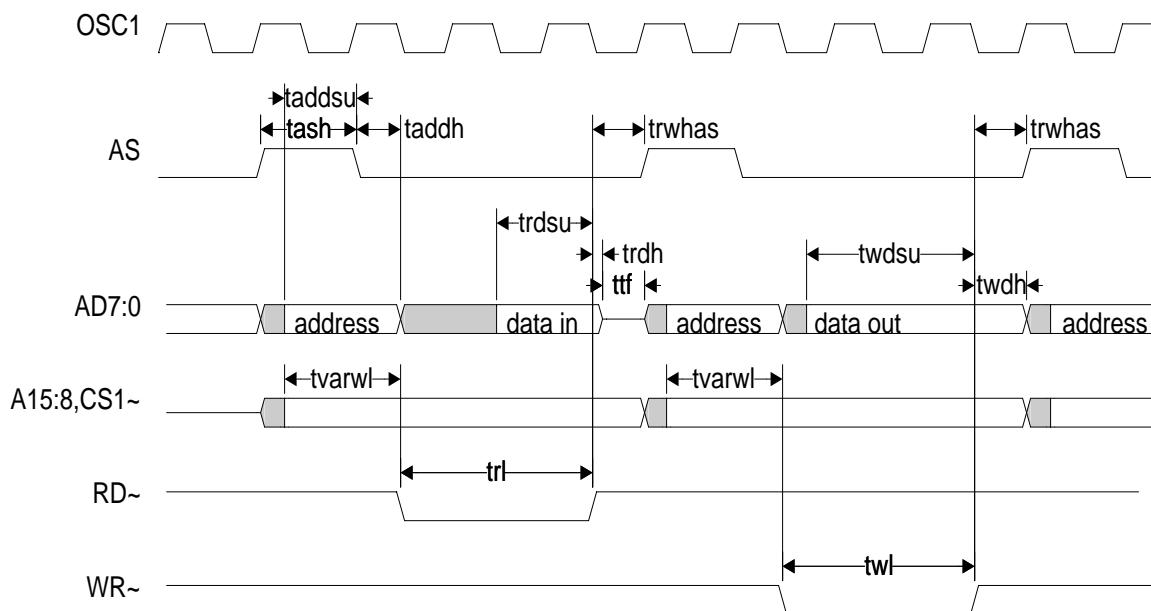 OSC1
taddsu
tash
taddh
trwhas
trwhas
AS
trdsu
trdh
twdsu
ttf
twdh
AD7:0
address
data in
address
data out
address
tvarwl
tvarwl
A15:8,CS1~
trl
RD~
twl
WR~